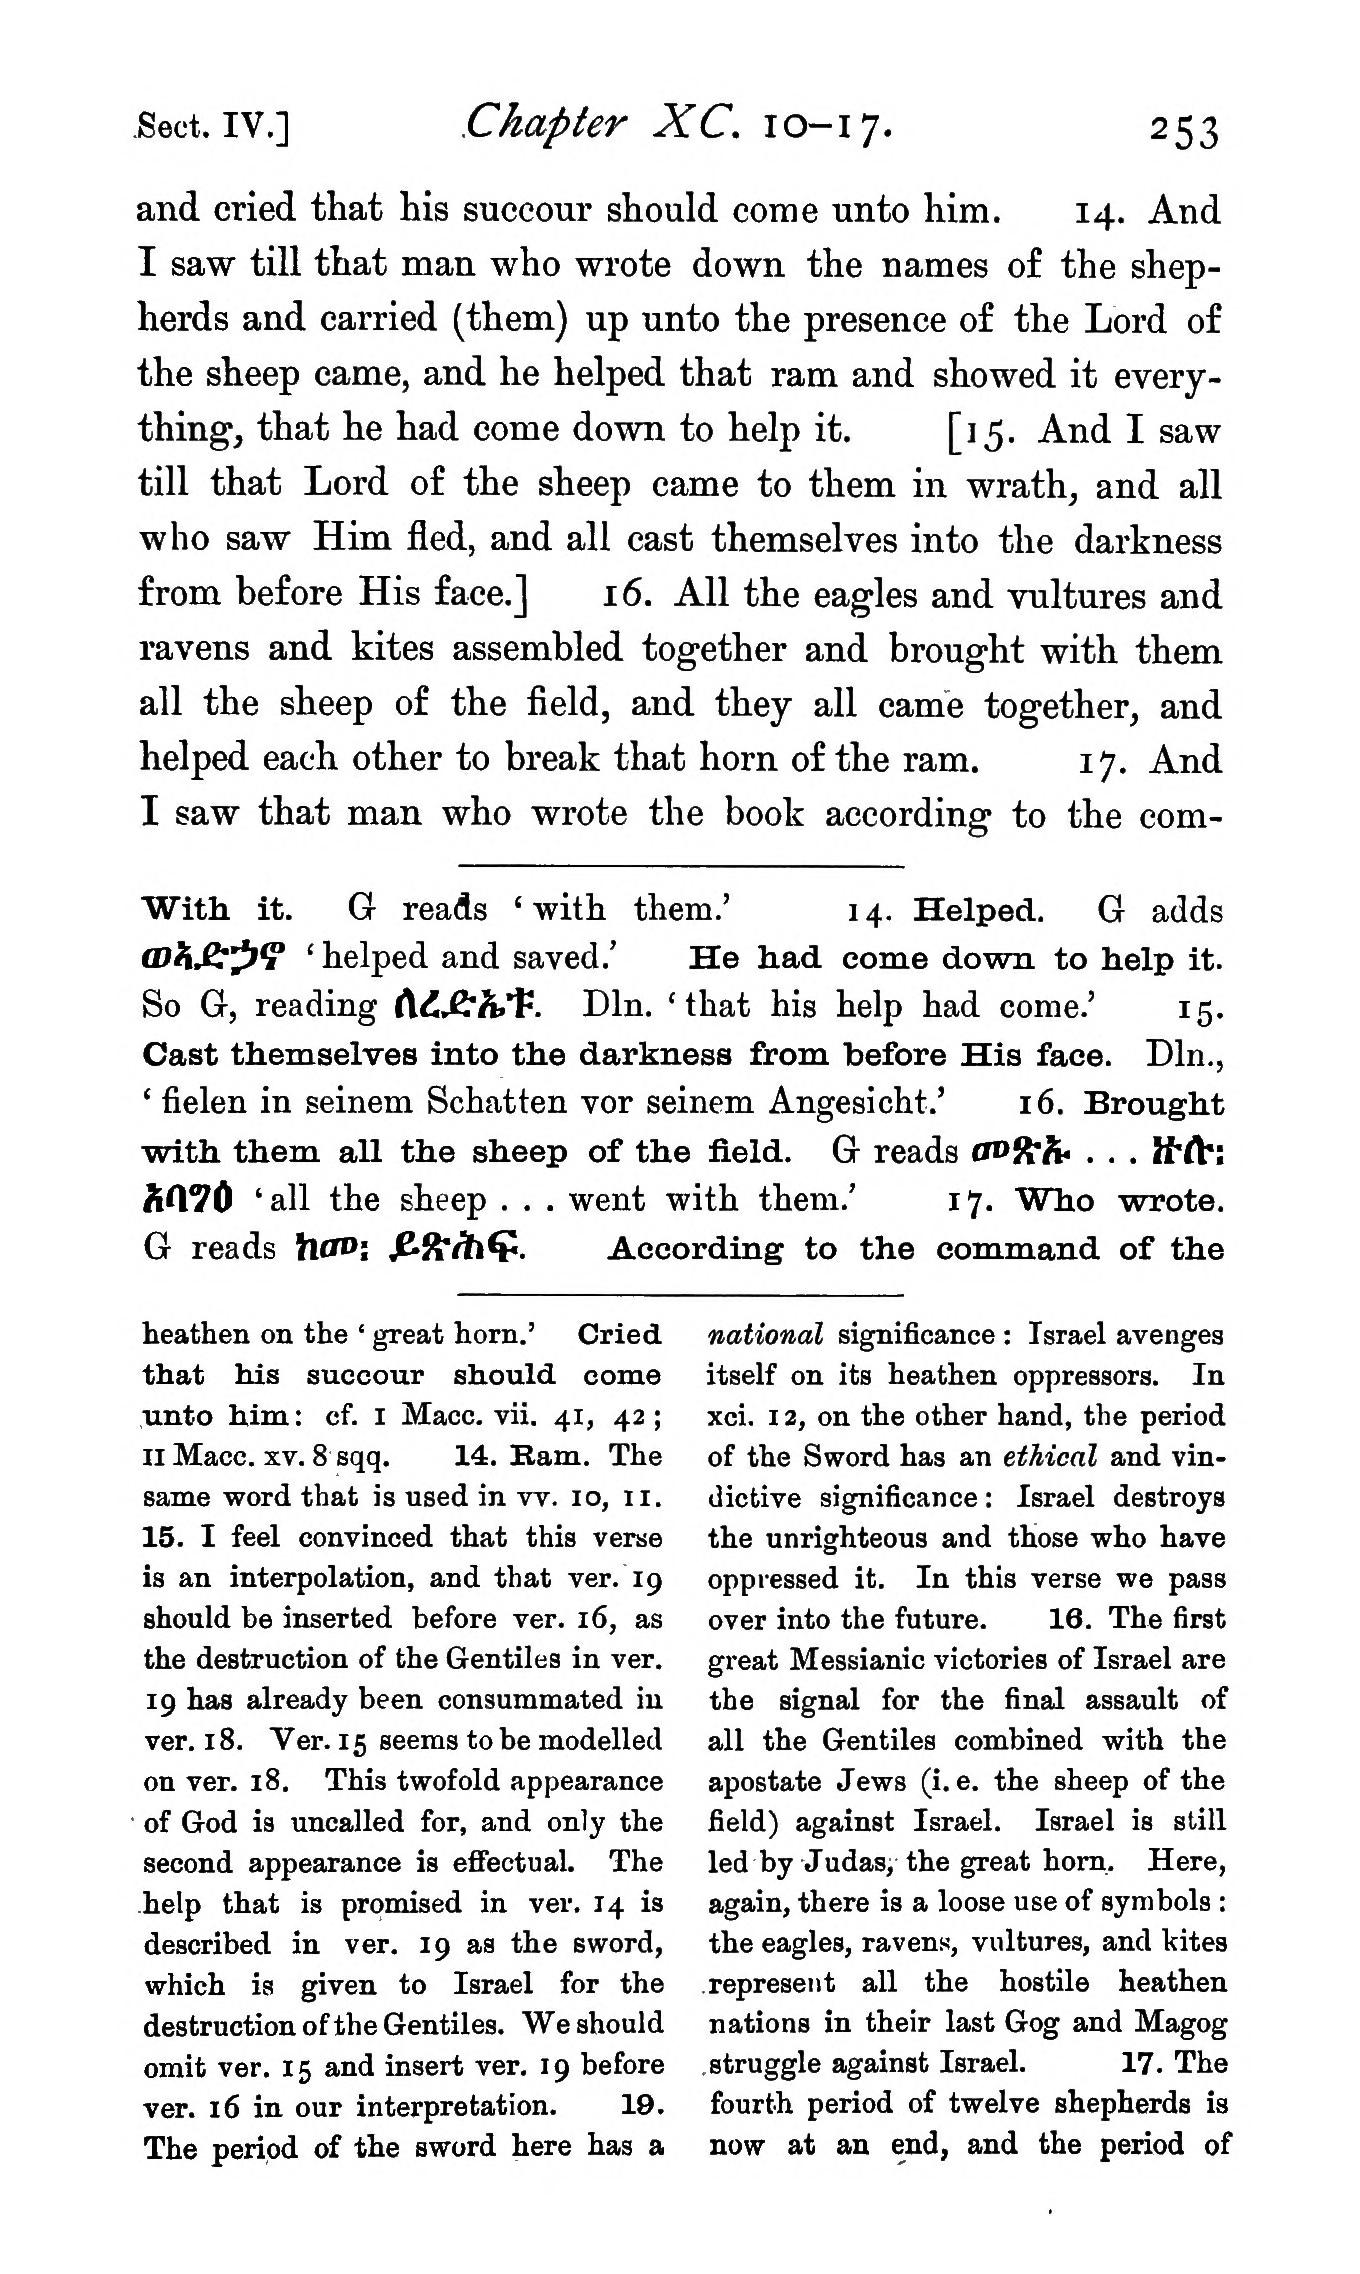 Sect. IV.] Chapter XC. 10–17. 253
and cried that his succour should come unto him. 14. And
I saw till that man who wrote down the names of the shep-
herds and carried (them) up unto the presence of the Lord of
the sheep came, and he helped that ram and showed it every-
thing, that he had come down to help it. [15. And I saw
till that Lord of the sheep came to them in wrath, and all
who saw Him fled, and all cast themselves into the darkness
from before His face.] 16. All the eagles and vultures and
ravens and kites assembled together and brought with them
all the sheep of the field, and they all came together, and
helped each other to break that horn of the ram. 17. And
I saw that man who wrote the book according to the com-
With it. G reads ‘with them.’ 14. Helped. G adds
ወአድኃኖ ‘helped and saved.’ He had come down to help it.
So G, reading ለረድኤቱ. Dln. ‘that his help had come.’ 15.
Cast themselves into the darkness from before His face. Dln.,
‘fielen in seinem Schatten vor seinem Angesicht.’ 16. Brought
with them all the sheep of the field. G reads መጽኡ . . . ኵሉ፡
አባግዕ ‘all the sheep . . . went with them.’ 17. Who wrote.
G reads ከመ፡ ይጽሕፍ. According to the command of the
heathen on the ‘great horn.’ Cried
that his succour should come
unto him: cf. I Macc. vii. 41, 42;
II Macc. xv. 8 sqq. 14. Ram. The
same word that is used in vv. 10, 11.
15. I feel convinced that this verse
is an interpolation, and that ver. 19
should be inserted before ver. 16, as
the destruction of the Gentiles in ver.
19 has already been consummated in
ver. 18. Ver. 15 seems to be modelled
on ver. 18. This twofold appearance
of God is uncalled for, and only the
second appearance is effectual. The
help that is promised in ver. 14 is
described in ver. 19 as the sword,
which is given to Israel for the
destruction of the Gentiles. We should
omit ver. 15 and insert ver. 19 before
ver. 16 in our interpretation. 19.
The period of the sword here has a
national significance: Israel avenges
itself on its heathen oppressors. In
xci. 12, on the other hand, the period
of the Sword has an ethical and vin-
dictive significance: Israel destroys
the unrighteous and those who have
oppressed it. In this verse we pass
over into the future. 16. The first
great Messianic victories of Israel are
the signal for the final assault of
all the Gentiles combined with the
apostate Jews (i. e. the sheep of the
field) against Israel. Israel is still
led by Judas, the great horn. Here,
again, there is a loose use of symbols:
the eagles, ravens, vultures, and kites
represent all the hostile heathen
nations in their last Gog and Magog
struggle against Israel. 17. The
fourth period of twelve shepherds is
now at an end, and the period of